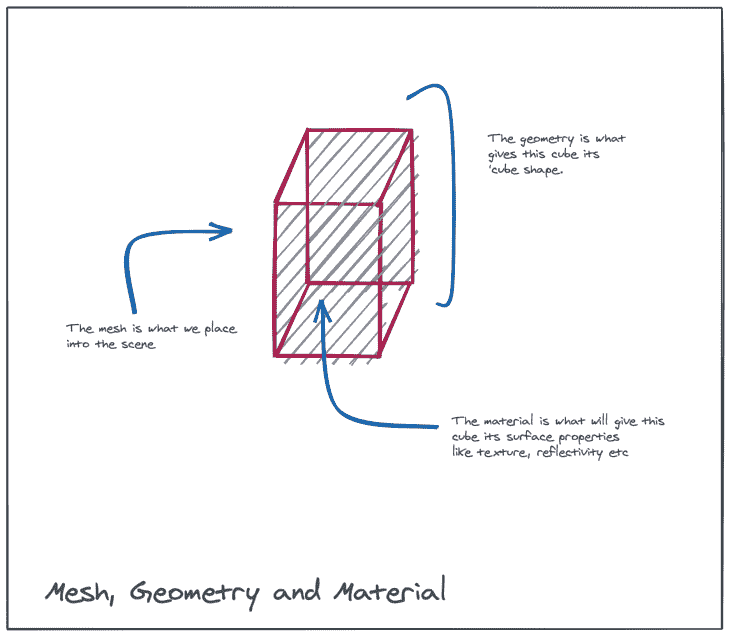 The geometry is what
gives this cube its
'cube shape.
The mesh is what we place
into the scene
The material is what will give this
cube its surface properties
like texture, reflectivity etc
Mesh, Geometry and Material